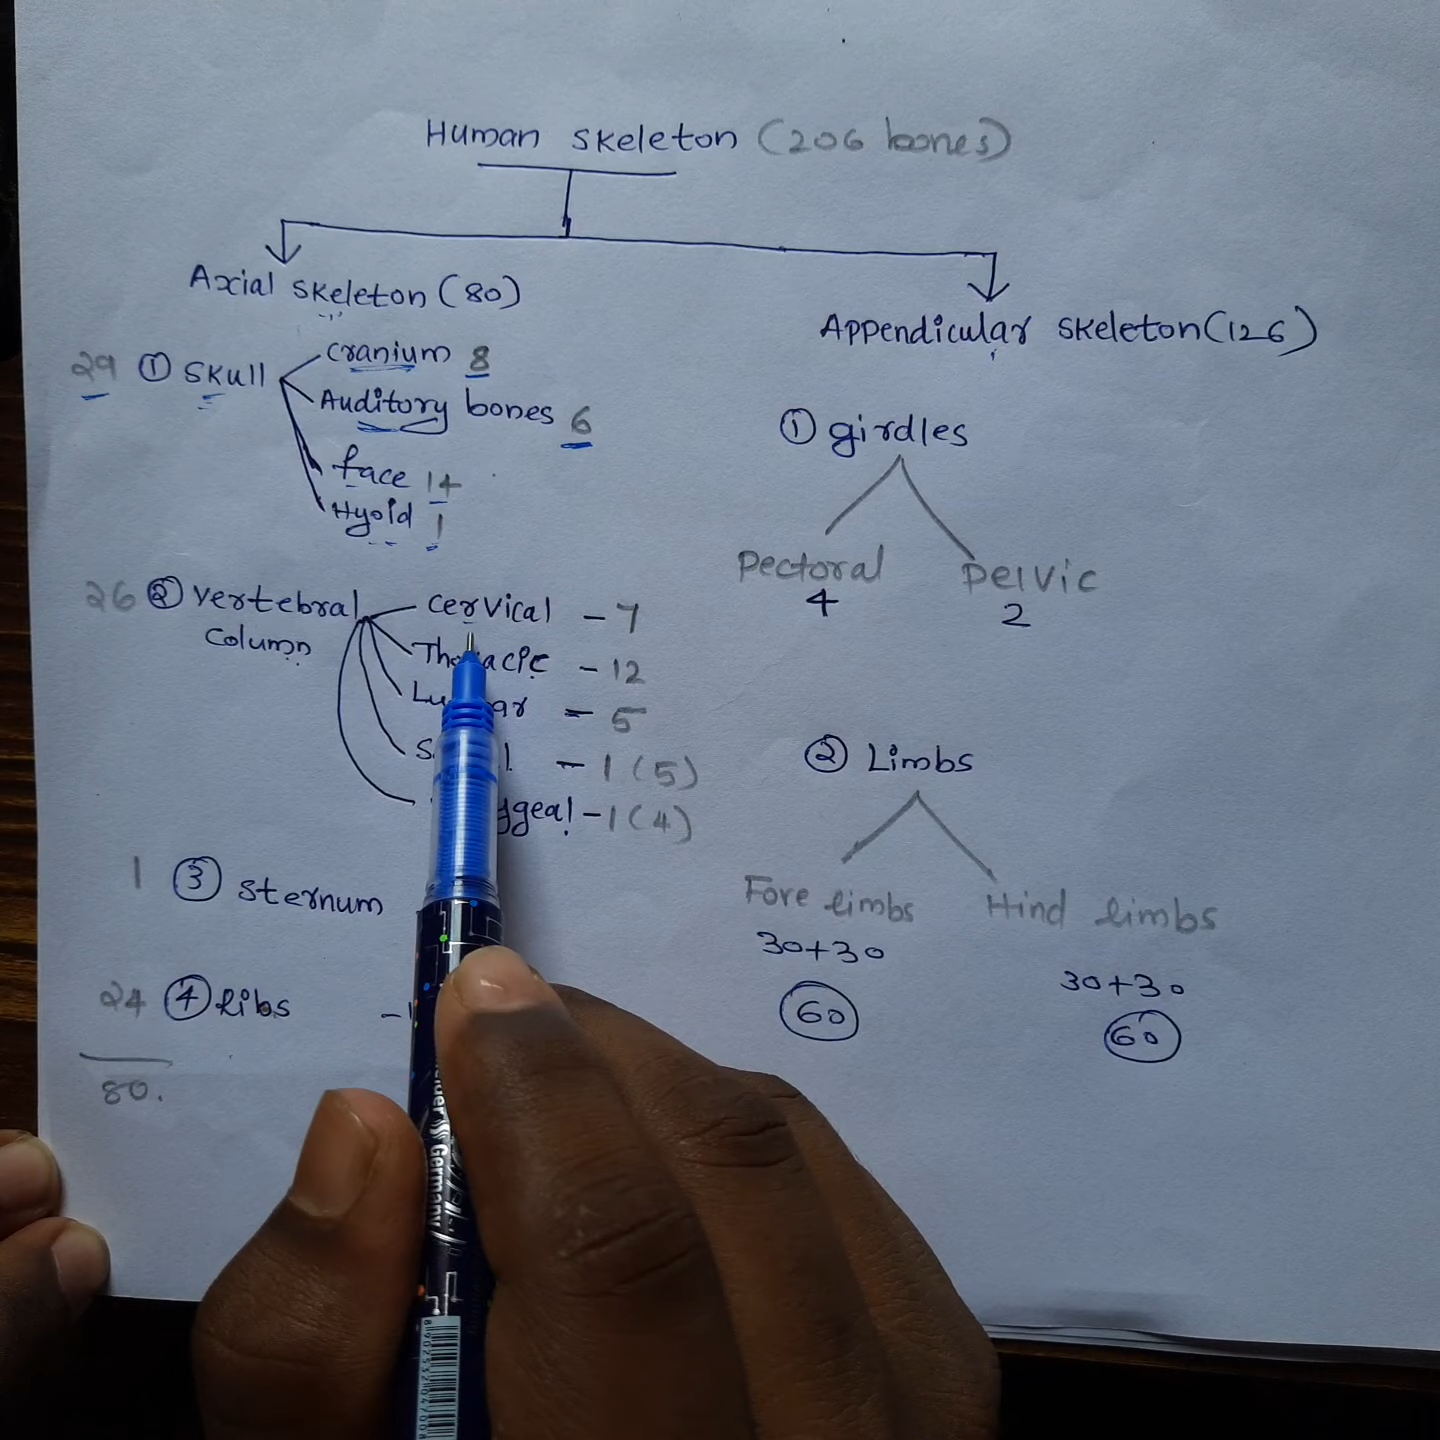 Human Skeleton (206 bones)
Axial Skeleton (80)
Appendicular Skeleton (126)
29 ① Skull
Cranium 8
Auditory bones 6
face 14
Hyoid 1
26 ② Vertebral Column
Cervical - 7
- 12
- 5
- 1 (5)
- 1 (4)
1 ③ Sternum
24 ④ Ribs
80.
① girdles
Pectoral 4
Pelvic 2
② Limbs
Fore limbs
30+30
60
Hind limbs
30+30
60
Germany